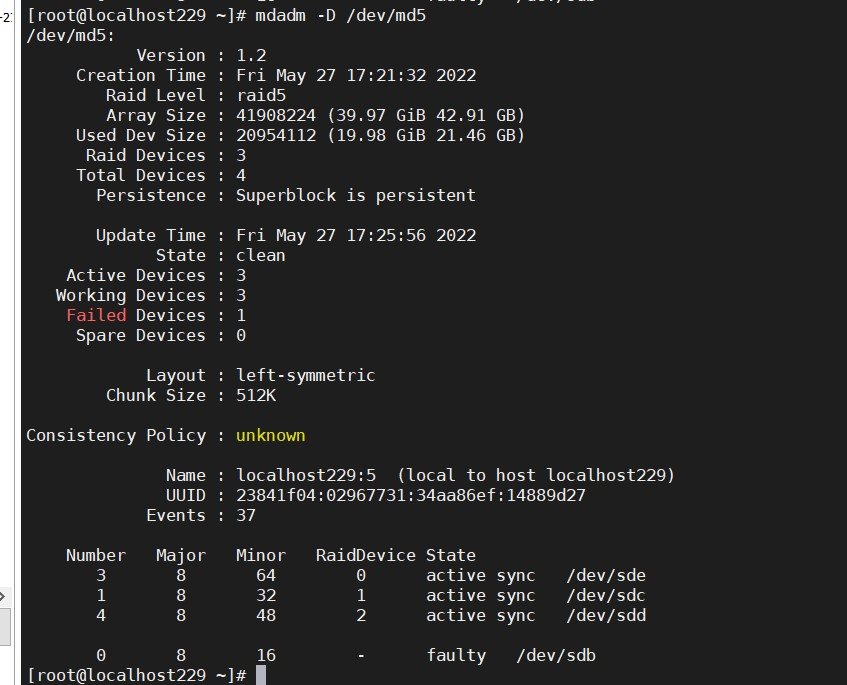 [root@localhost229 ~]# mdadm -D /dev/md5
/dev/md5:
           Version : 1.2
     Creation Time : Fri May 27 17:21:32 2022
        Raid Level : raid5
        Array Size : 41908224 (39.97 GiB 42.91 GB)
     Used Dev Size : 20954112 (19.98 GiB 21.46 GB)
      Raid Devices : 3
     Total Devices : 4
       Persistence : Superblock is persistent

       Update Time : Fri May 27 17:25:56 2022
             State : clean
    Active Devices : 3
   Working Devices : 3
    Failed Devices : 1
     Spare Devices : 0

            Layout : left-symmetric
        Chunk Size : 512K

Consistency Policy : unknown

              Name : localhost229:5  (local to host localhost229)
              UUID : 23841f04:02967731:34aa86ef:14889d27
            Events : 37

    Number   Major   Minor   RaidDevice State
       3       8       64        0      active sync   /dev/sde
       1       8       32        1      active sync   /dev/sdc
       4       8       48        2      active sync   /dev/sdd

       0       8       16        -      faulty   /dev/sdb
[root@localhost229 ~]#